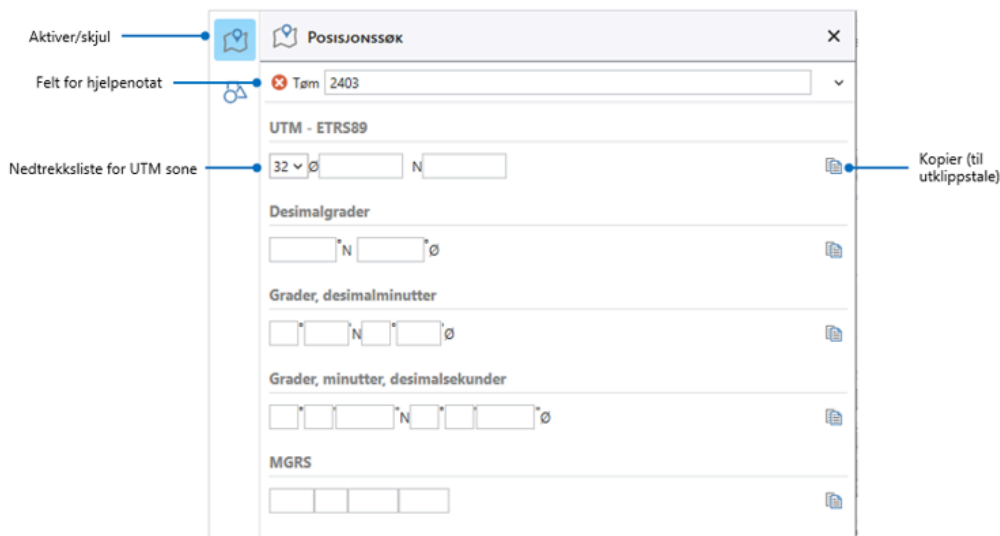 Aktiver/skjul
POSISJONSSØK
Felt for hjelpenotat
Tøm 2403
UTM - ETRS89
Nedtrekksliste for UTM sone
32 Ø N
Kopier (til
utklippstale)
Desimalgrader
°N °Ø
Grader, desimalminutter
° 'N ° 'Ø
Grader, minutter, desimalsekunder
° ' "N ° ' "Ø
MGRS